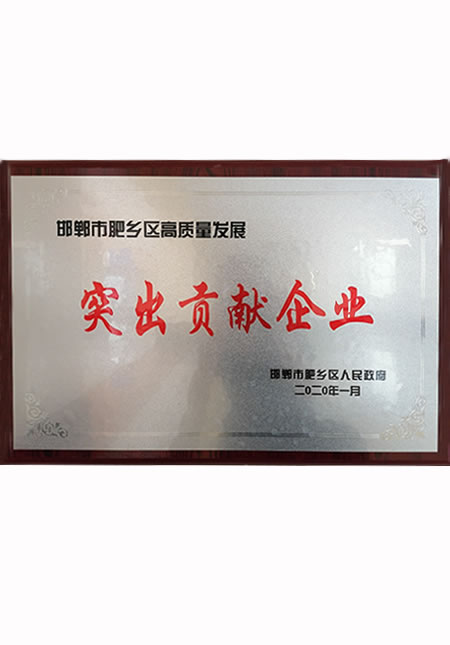 邯郸市肥乡区高质量发展
突出贡献企业
邯郸市肥乡区人民政府
二〇二〇年一月